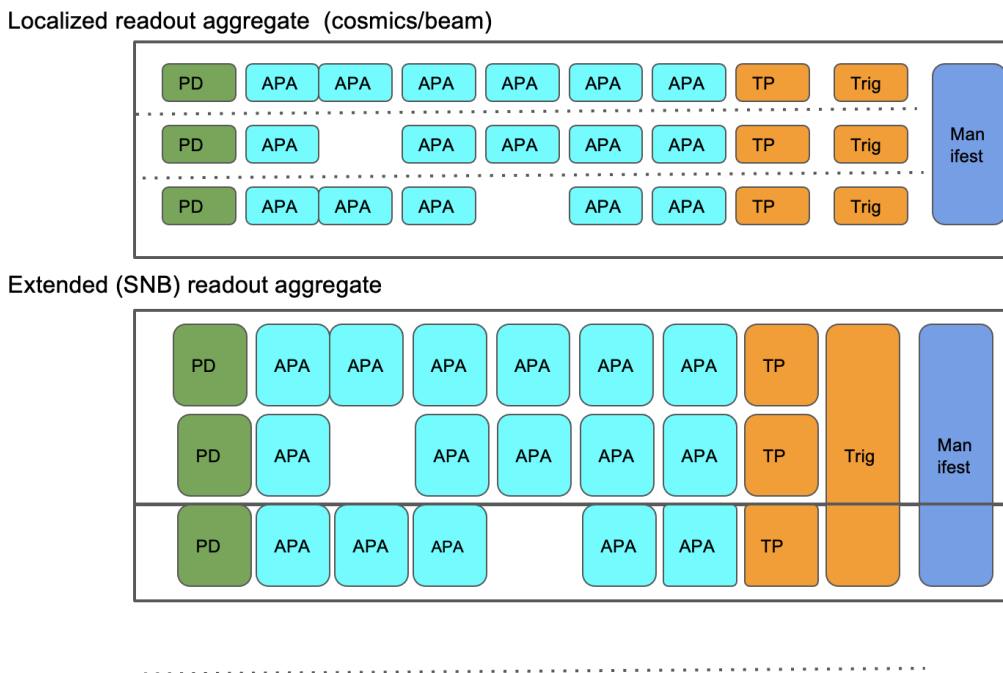 Localized readout aggregate (cosmics/beam)
PD APA APA APA APA APA APA TP Trig
PD APA APA APA APA APA TP Trig
Man
ifest
PD APA APA APA APA APA TP Trig
Extended (SNB) readout aggregate
PD APA APA APA APA APA APA TP
PD APA APA APA APA APA TP Trig
Man
ifest
PD APA APA APA APA APA TP